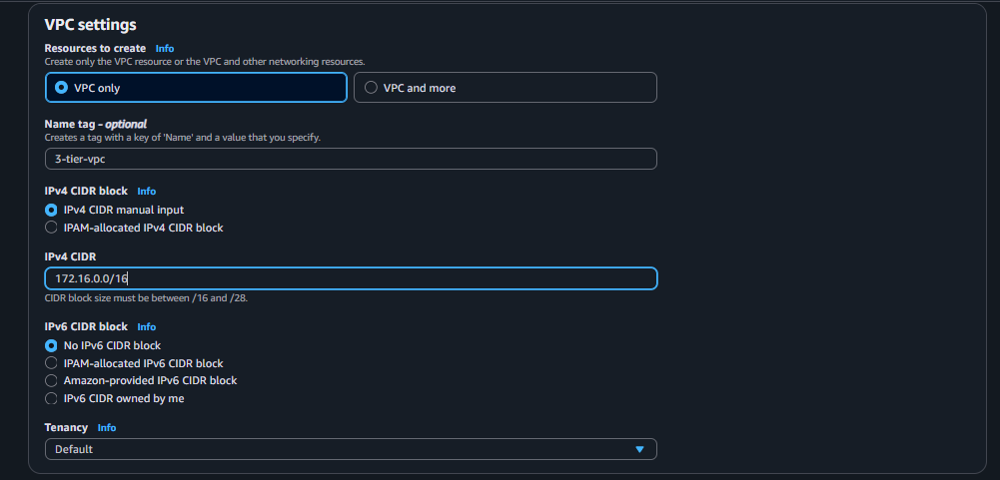 VPC settings
Resources to create Info
Create only the VPC resource or the VPC and other networking resources.
VPC only VPC and more
Name tag - optional
Creates a tag with a key of 'Name' and a value that you specify.
3-tier-vpc
IPv4 CIDR block Info
IPv4 CIDR manual input
IPAM-allocated IPv4 CIDR block
IPv4 CIDR
172.16.0.0/16
CIDR block size must be between /16 and /28.
IPv6 CIDR block Info
No IPv6 CIDR block
IPAM-allocated IPv6 CIDR block
Amazon-provided IPv6 CIDR block
IPv6 CIDR owned by me
Tenancy Info
Default